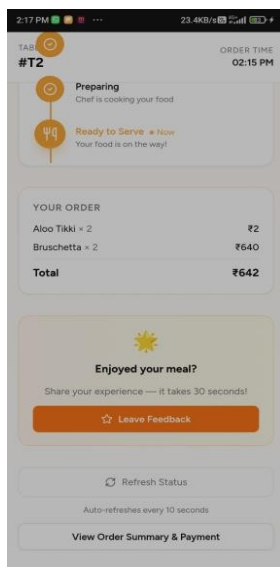 2:17 PM 23.4KB/s
TABLE ORDER TIME
#T2 02:15 PM
Preparing
Chef is cooking your food
Ready to Serve • Now
Your food is on the way!
YOUR ORDER
Aloo Tikki × 2 ₹2
Bruschetta × 2 ₹640
Total ₹642
Enjoyed your meal?
Share your experience — it takes 30 seconds!
Leave Feedback
Refresh Status
Auto-refreshes every 10 seconds
View Order Summary & Payment